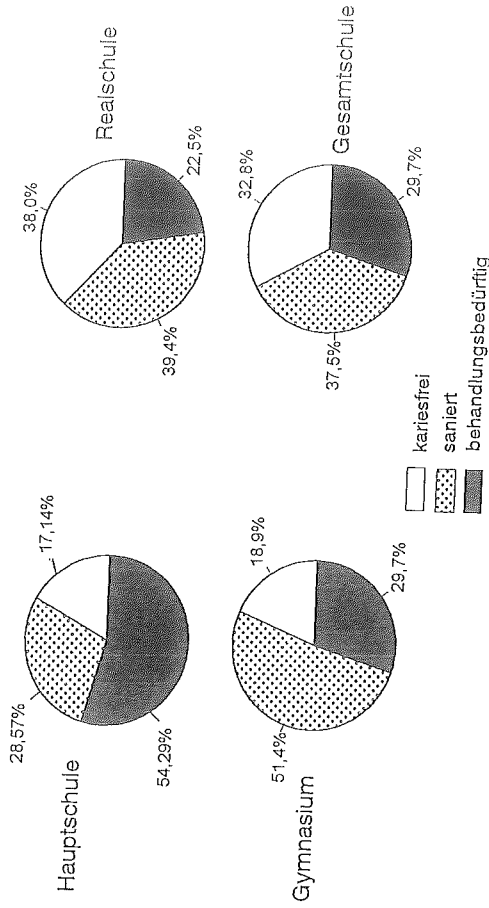 Hauptschule
28,57%
17,14%
54,29%
Realschule
38,0%
39,4%
22,5%
Gymnasium
51,4%
18,9%
29,7%
Gesamtschule
32,8%
37,5%
29,7%
kariesfrei
saniert
behandlungsbedürftig